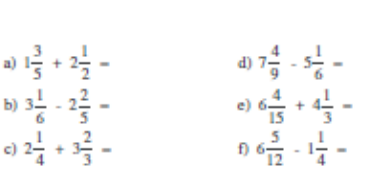 a) 1 3/5 + 2 1/2 =
b) 3 1/6 - 2 2/5 =
c) 2 1/4 + 3 2/3 =
d) 7 4/9 - 5 1/6 =
e) 6 4/15 + 4 1/3 =
f) 6 5/12 - 1 1/4 =